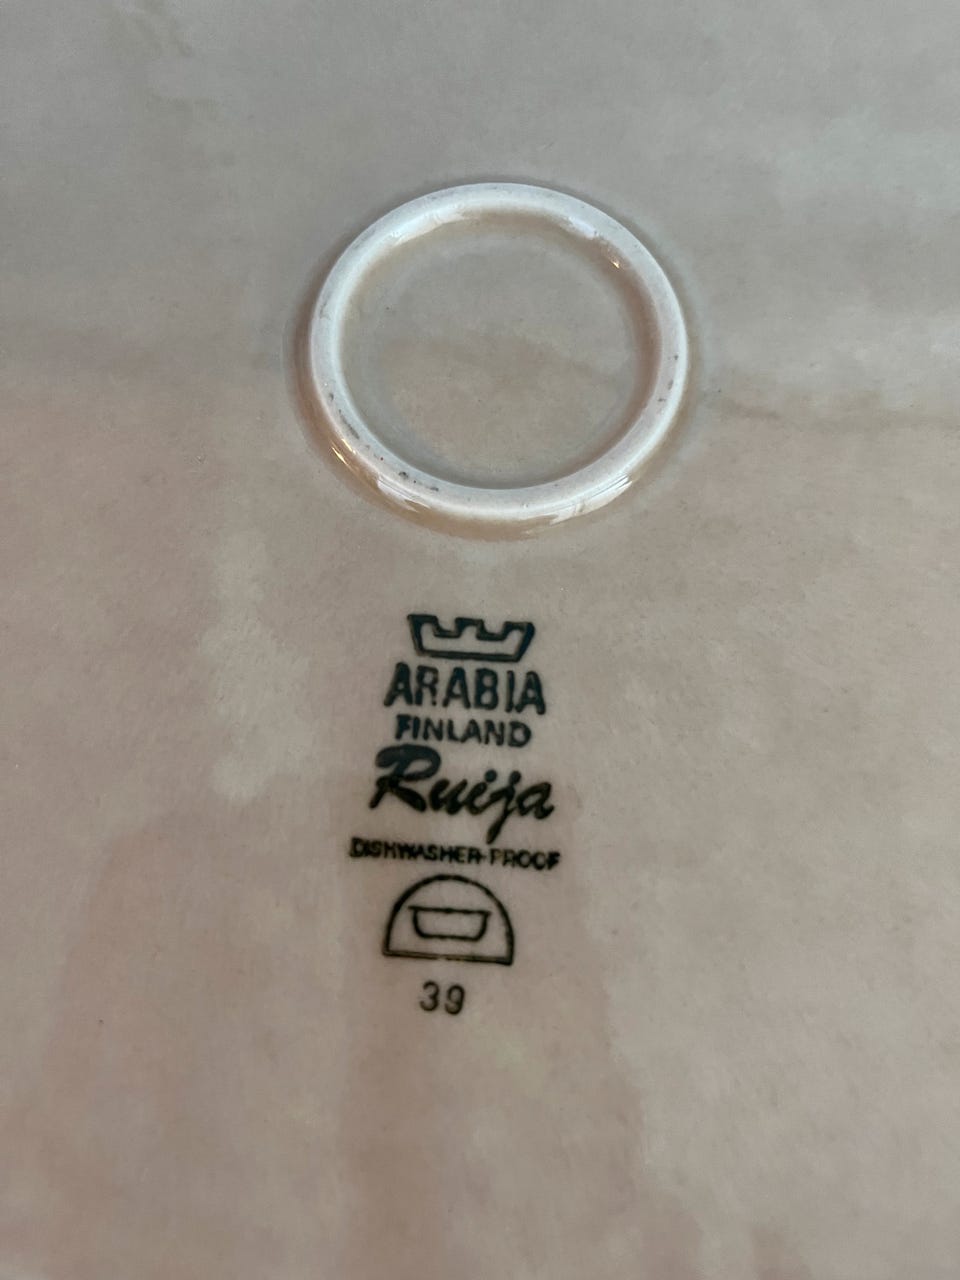 ARABIA
FINLAND
Ruija
DISHWASHER-PROOF
39